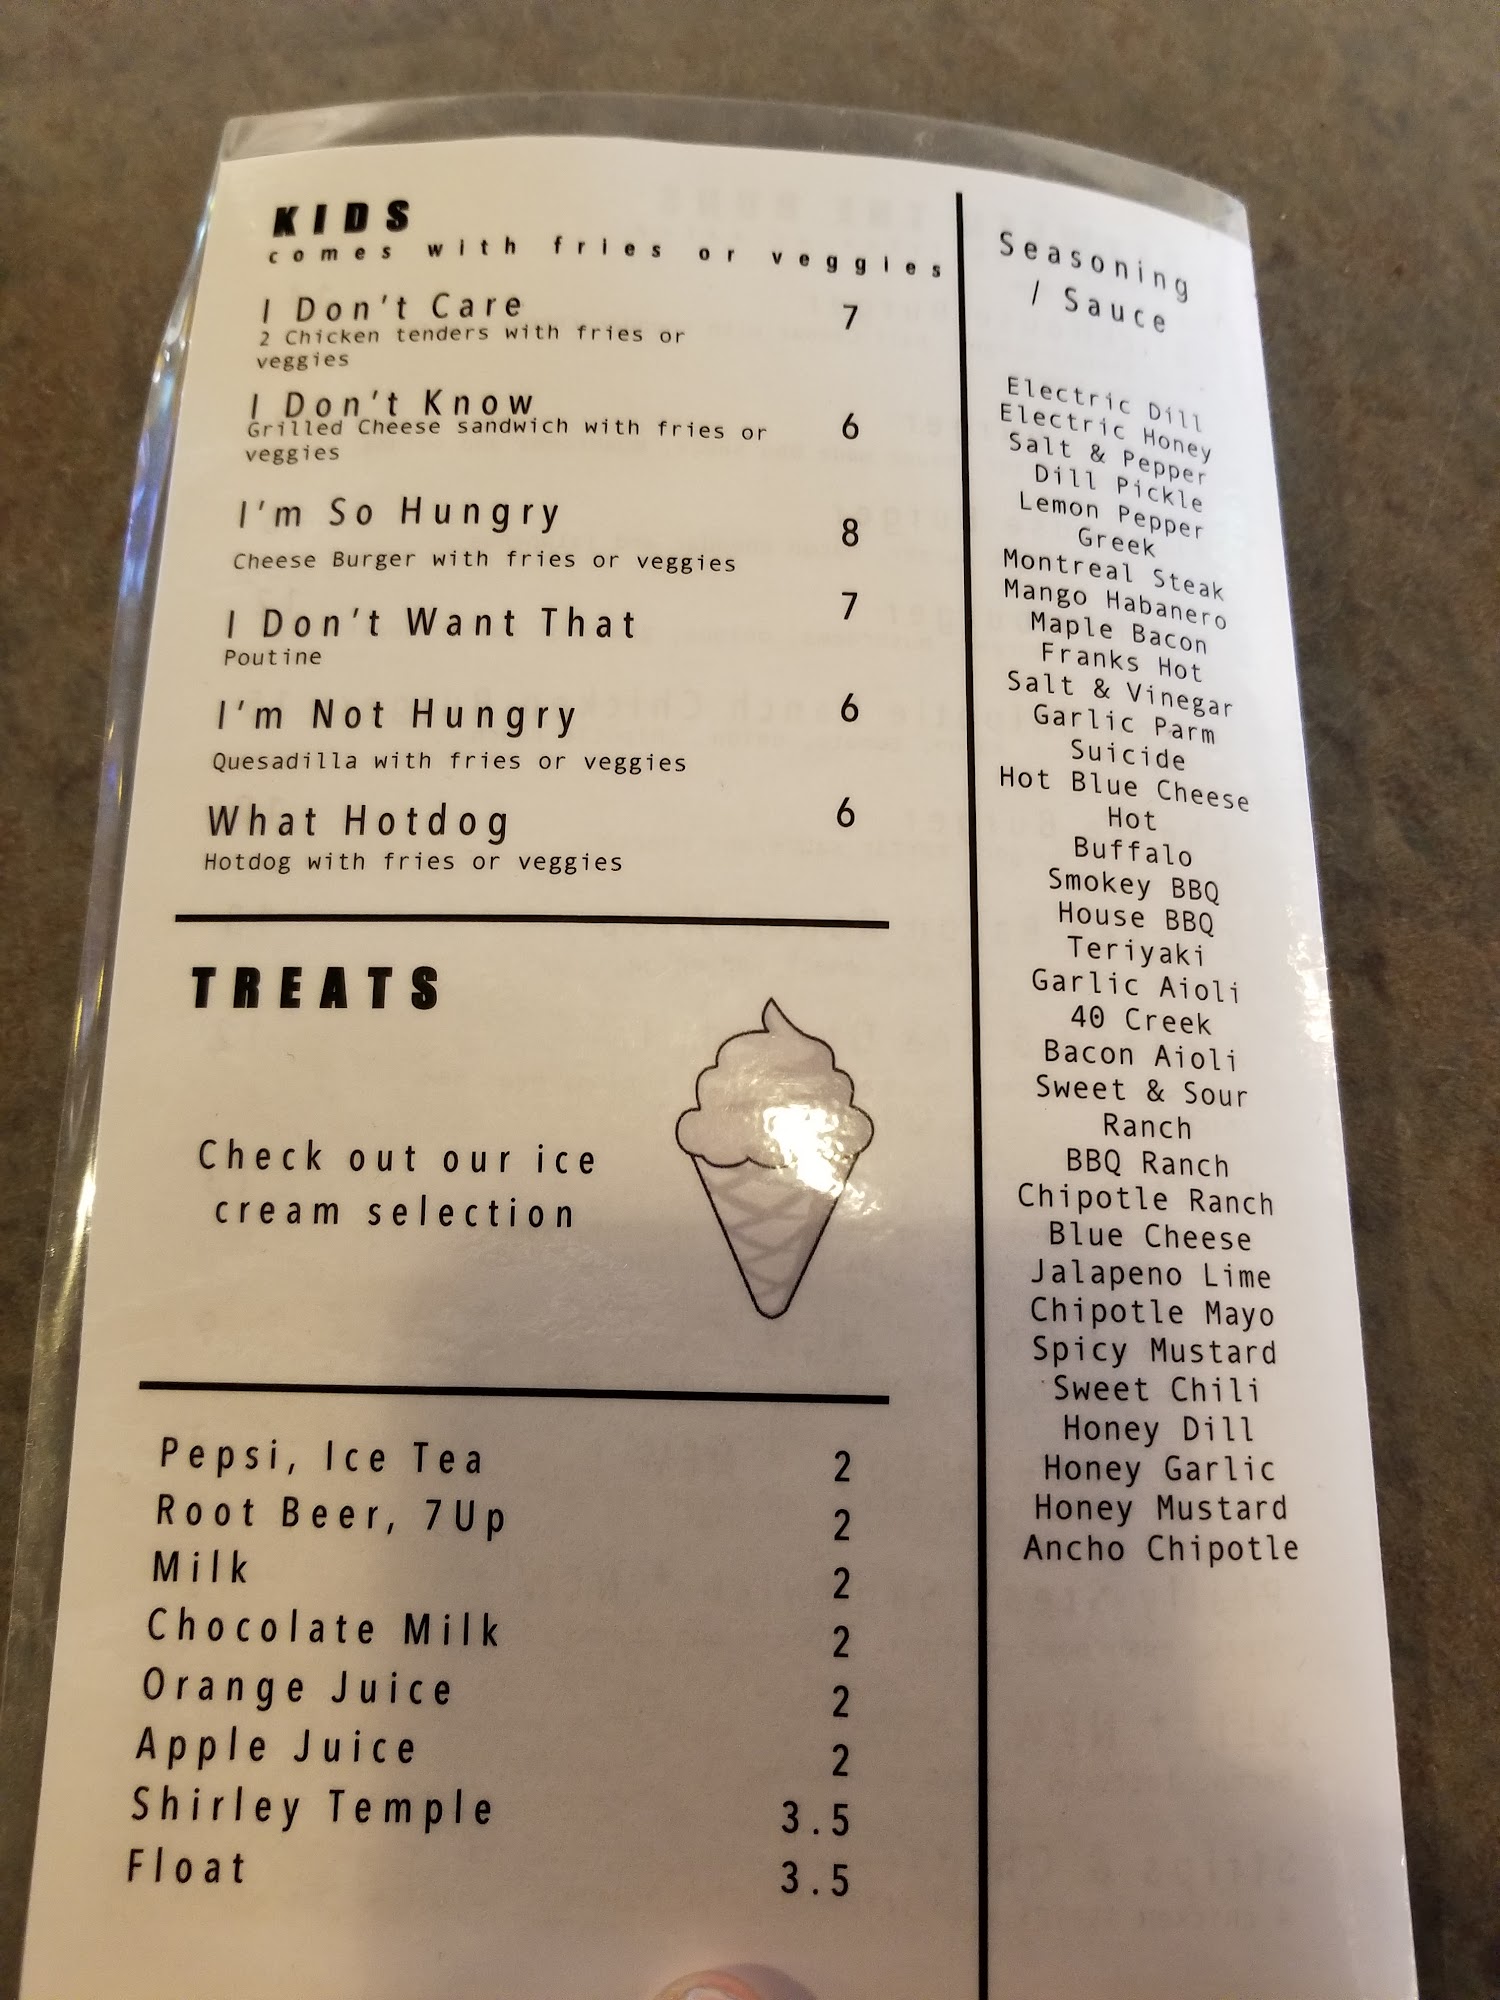 KIDS
comes with fries or veggies
I Don't Care 7
2 Chicken tenders with fries or
veggies
I Don't Know 6
Grilled Cheese sandwich with fries or
veggies
I'm So Hungry 8
Cheese Burger with fries or veggies
I Don't Want That 7
Poutine
I'm Not Hungry 6
Quesadilla with fries or veggies
What Hotdog 6
Hotdog with fries or veggies
TREATS
Check out our ice
cream selection
Pepsi, Ice Tea 2
Root Beer, 7Up 2
Milk 2
Chocolate Milk 2
Orange Juice 2
Apple Juice 2
Shirley Temple 3.5
Float 3.5
Seasoning
/ Sauce
Electric Dill
Electric Honey
Salt & Pepper
Dill Pickle
Lemon Pepper
Greek
Montreal Steak
Mango Habanero
Maple Bacon
Franks Hot
Salt & Vinegar
Garlic Parm
Suicide
Hot Blue Cheese
Hot
Buffalo
Smokey BBQ
House BBQ
Teriyaki
Garlic Aioli
40 Creek
Bacon Aioli
Sweet & Sour
Ranch
BBQ Ranch
Chipotle Ranch
Blue Cheese
Jalapeno Lime
Chipotle Mayo
Spicy Mustard
Sweet Chili
Honey Dill
Honey Garlic
Honey Mustard
Ancho Chipotle